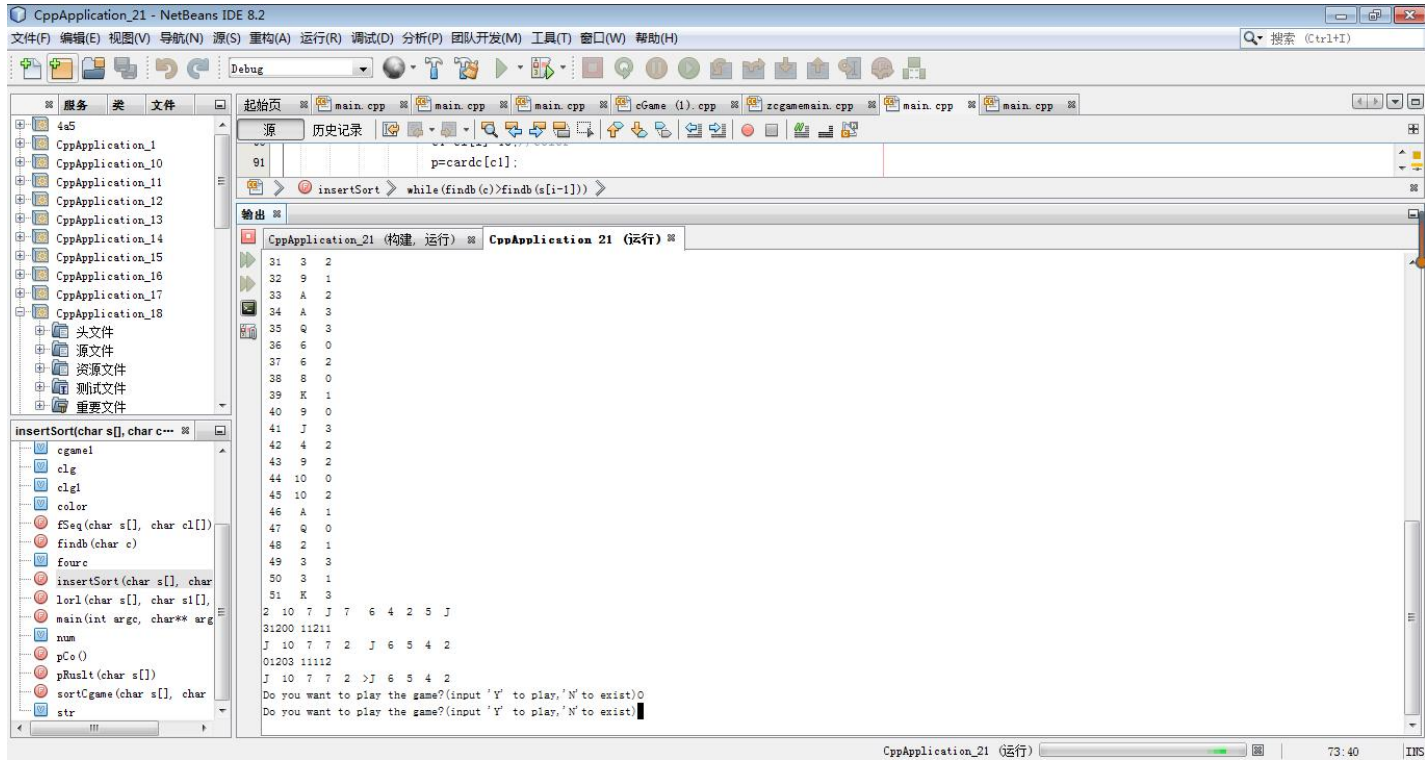 CppApplication_21 - NetBeans IDE 8.2
文件(F) 编辑(E) 视图(V) 导航(N) 源(S) 重构(A) 运行(R) 调试(D) 分析(P) 团队开发(M) 工具(T) 窗口(W) 帮助(H)
搜索 (Ctrl+I)
Debug
服务 类 文件
4a5
CppApplication_1
CppApplication_10
CppApplication_11
CppApplication_12
CppApplication_13
CppApplication_14
CppApplication_15
CppApplication_16
CppApplication_17
CppApplication_18
头文件
源文件
资源文件
测试文件
重要文件
insertSort(char s[], char c…
cgame1
clg
clg1
color
fSeq(char s[], char cl[])
findb(char c)
fourc
insertSort(char s[], char
lorl(char s[], char s1[],
main(int argc, char** arg
num
pCo()
pRuslt(char s[])
sortCgame(char s[], char
str
起始页 main.cpp main.cpp main.cpp cGame (1).cpp zcgamemain.cpp main.cpp main.cpp
源 历史记录
91 p=cardc[c1];
insertSort while(findb(c)>findb(s[i-1]))
输出
CppApplication_21 (构建, 运行) CppApplication_21 (运行)
31 3 2
32 9 1
33 A 2
34 A 3
35 Q 3
36 6 0
37 6 2
38 8 0
39 K 1
40 9 0
41 J 3
42 4 2
43 9 2
44 10 0
45 10 2
46 A 1
47 Q 0
48 2 1
49 3 3
50 3 1
51 K 3
2 10 7 J 7 6 4 2 5 J
31200 11211
J 10 7 7 2 J 6 5 4 2
01203 11112
J 10 7 7 2 >J 6 5 4 2
Do you want to play the game?(input 'Y' to play,'N'to exist)O
Do you want to play the game?(input 'Y' to play,'N'to exist)
CppApplication_21 (运行)
73:40
INS